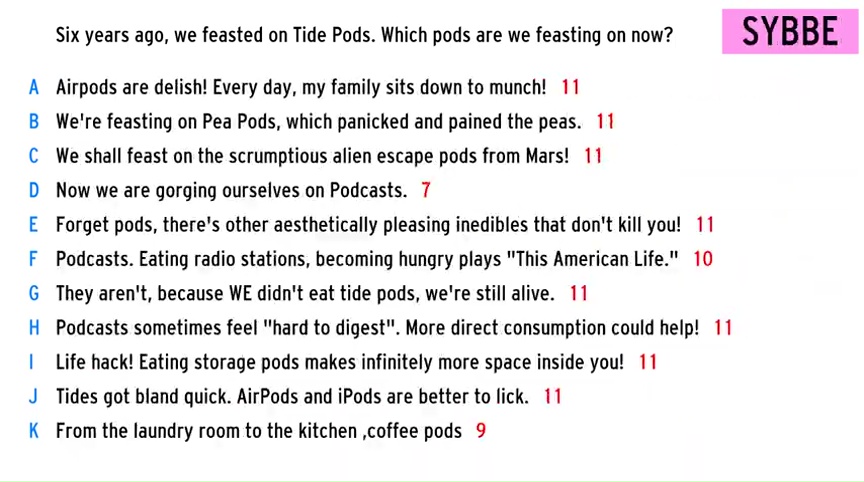 Six years ago, we feasted on Tide Pods. Which pods are we feasting on now?
SYBBE
A Airpods are delish! Every day, my family sits down to munch! 11
B We're feasting on Pea Pods, which panicked and pained the peas. 11
C We shall feast on the scrumptious alien escape pods from Mars! 11
D Now we are gorging ourselves on Podcasts. 7
E Forget pods, there's other aesthetically pleasing inedibles that don't kill you! 11
F Podcasts. Eating radio stations, becoming hungry plays "This American Life." 10
G They aren't, because WE didn't eat tide pods, we're still alive. 11
H Podcasts sometimes feel "hard to digest". More direct consumption could help! 11
I Life hack! Eating storage pods makes infinitely more space inside you! 11
J Tides got bland quick. AirPods and iPods are better to lick. 11
K From the laundry room to the kitchen ,coffee pods 9